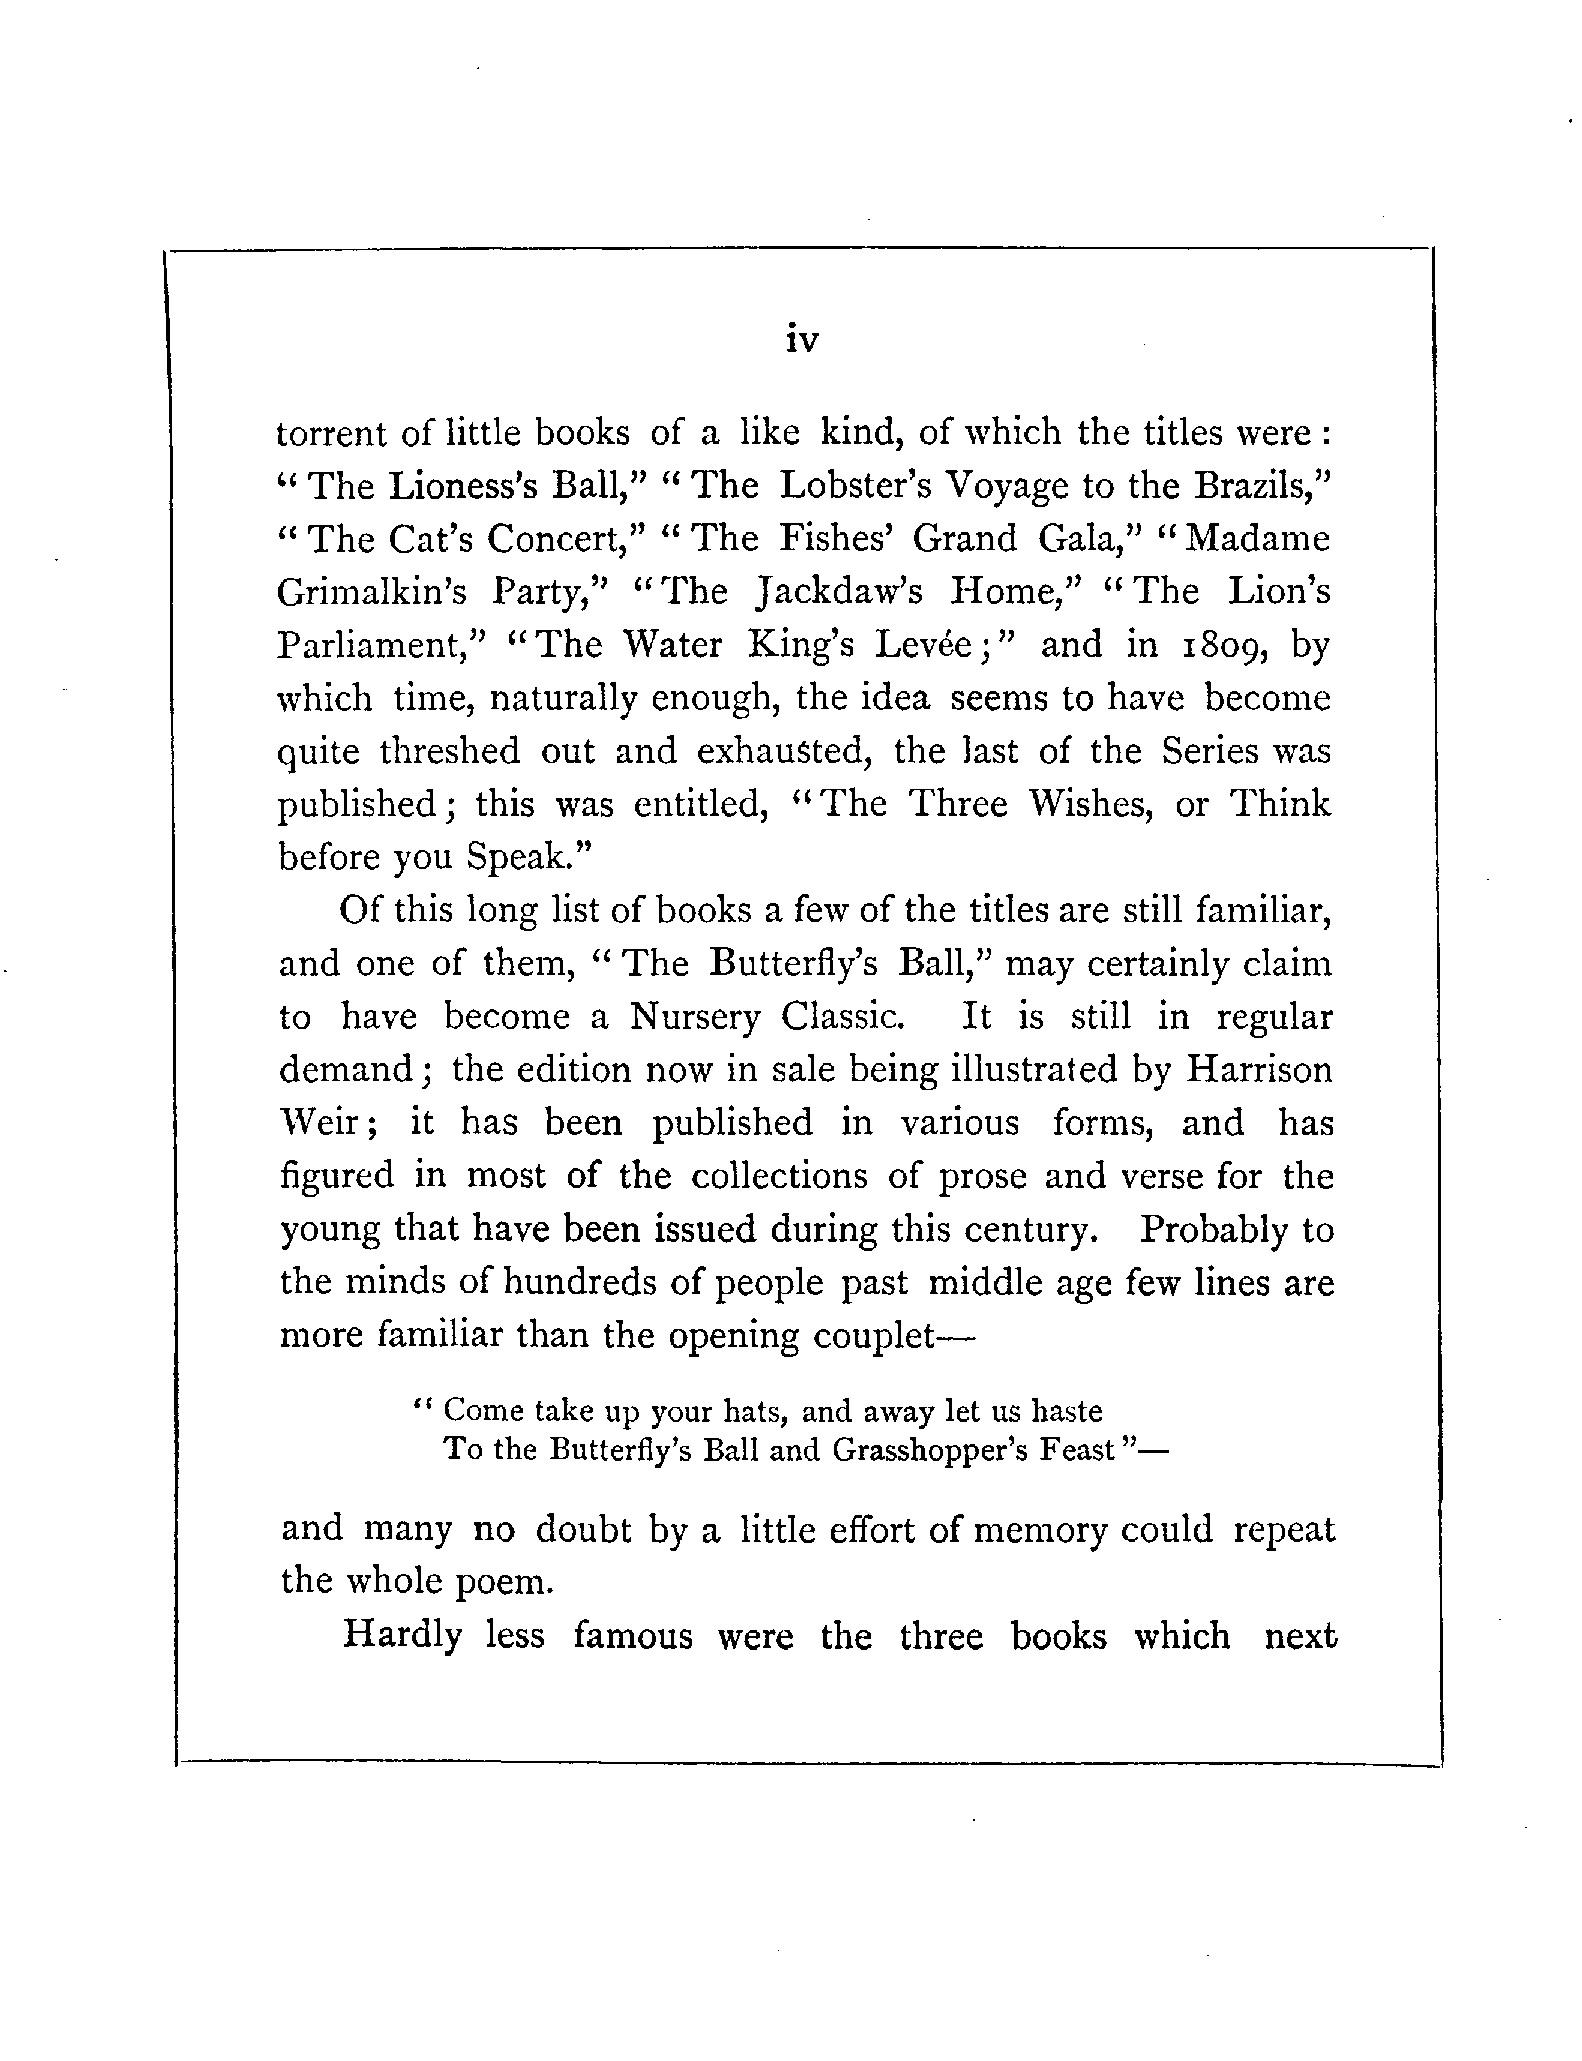 iv
torrent of little books of a like kind, of which the titles were :
“ The Lioness’s Ball,” “ The Lobster’s Voyage to the Brazils,”
“ The Cat’s Concert,” “ The Fishes’ Grand Gala,” “ Madame
Grimalkin’s Party,” “ The Jackdaw’s Home,” “ The Lion’s
Parliament,” “ The Water King’s Levée ; ” and in 1809, by
which time, naturally enough, the idea seems to have become
quite threshed out and exhausted, the last of the Series was
published ; this was entitled, “ The Three Wishes, or Think
before you Speak.”
Of this long list of books a few of the titles are still familiar,
and one of them, “ The Butterfly’s Ball,” may certainly claim
to have become a Nursery Classic. It is still in regular
demand ; the edition now in sale being illustrated by Harrison
Weir ; it has been published in various forms, and has
figured in most of the collections of prose and verse for the
young that have been issued during this century. Probably to
the minds of hundreds of people past middle age few lines are
more familiar than the opening couplet—
“ Come take up your hats, and away let us haste
To the Butterfly’s Ball and Grasshopper’s Feast ”—
and many no doubt by a little effort of memory could repeat
the whole poem.
Hardly less famous were the three books which next